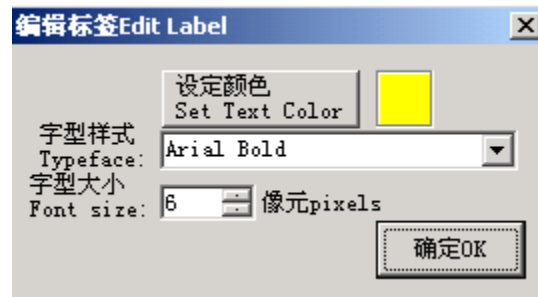 编辑标签Edit Label
设定颜色
Set Text Color
字型样式
Typeface:
Arial Bold
字型大小
Font size:
6
像元pixels
确定OK